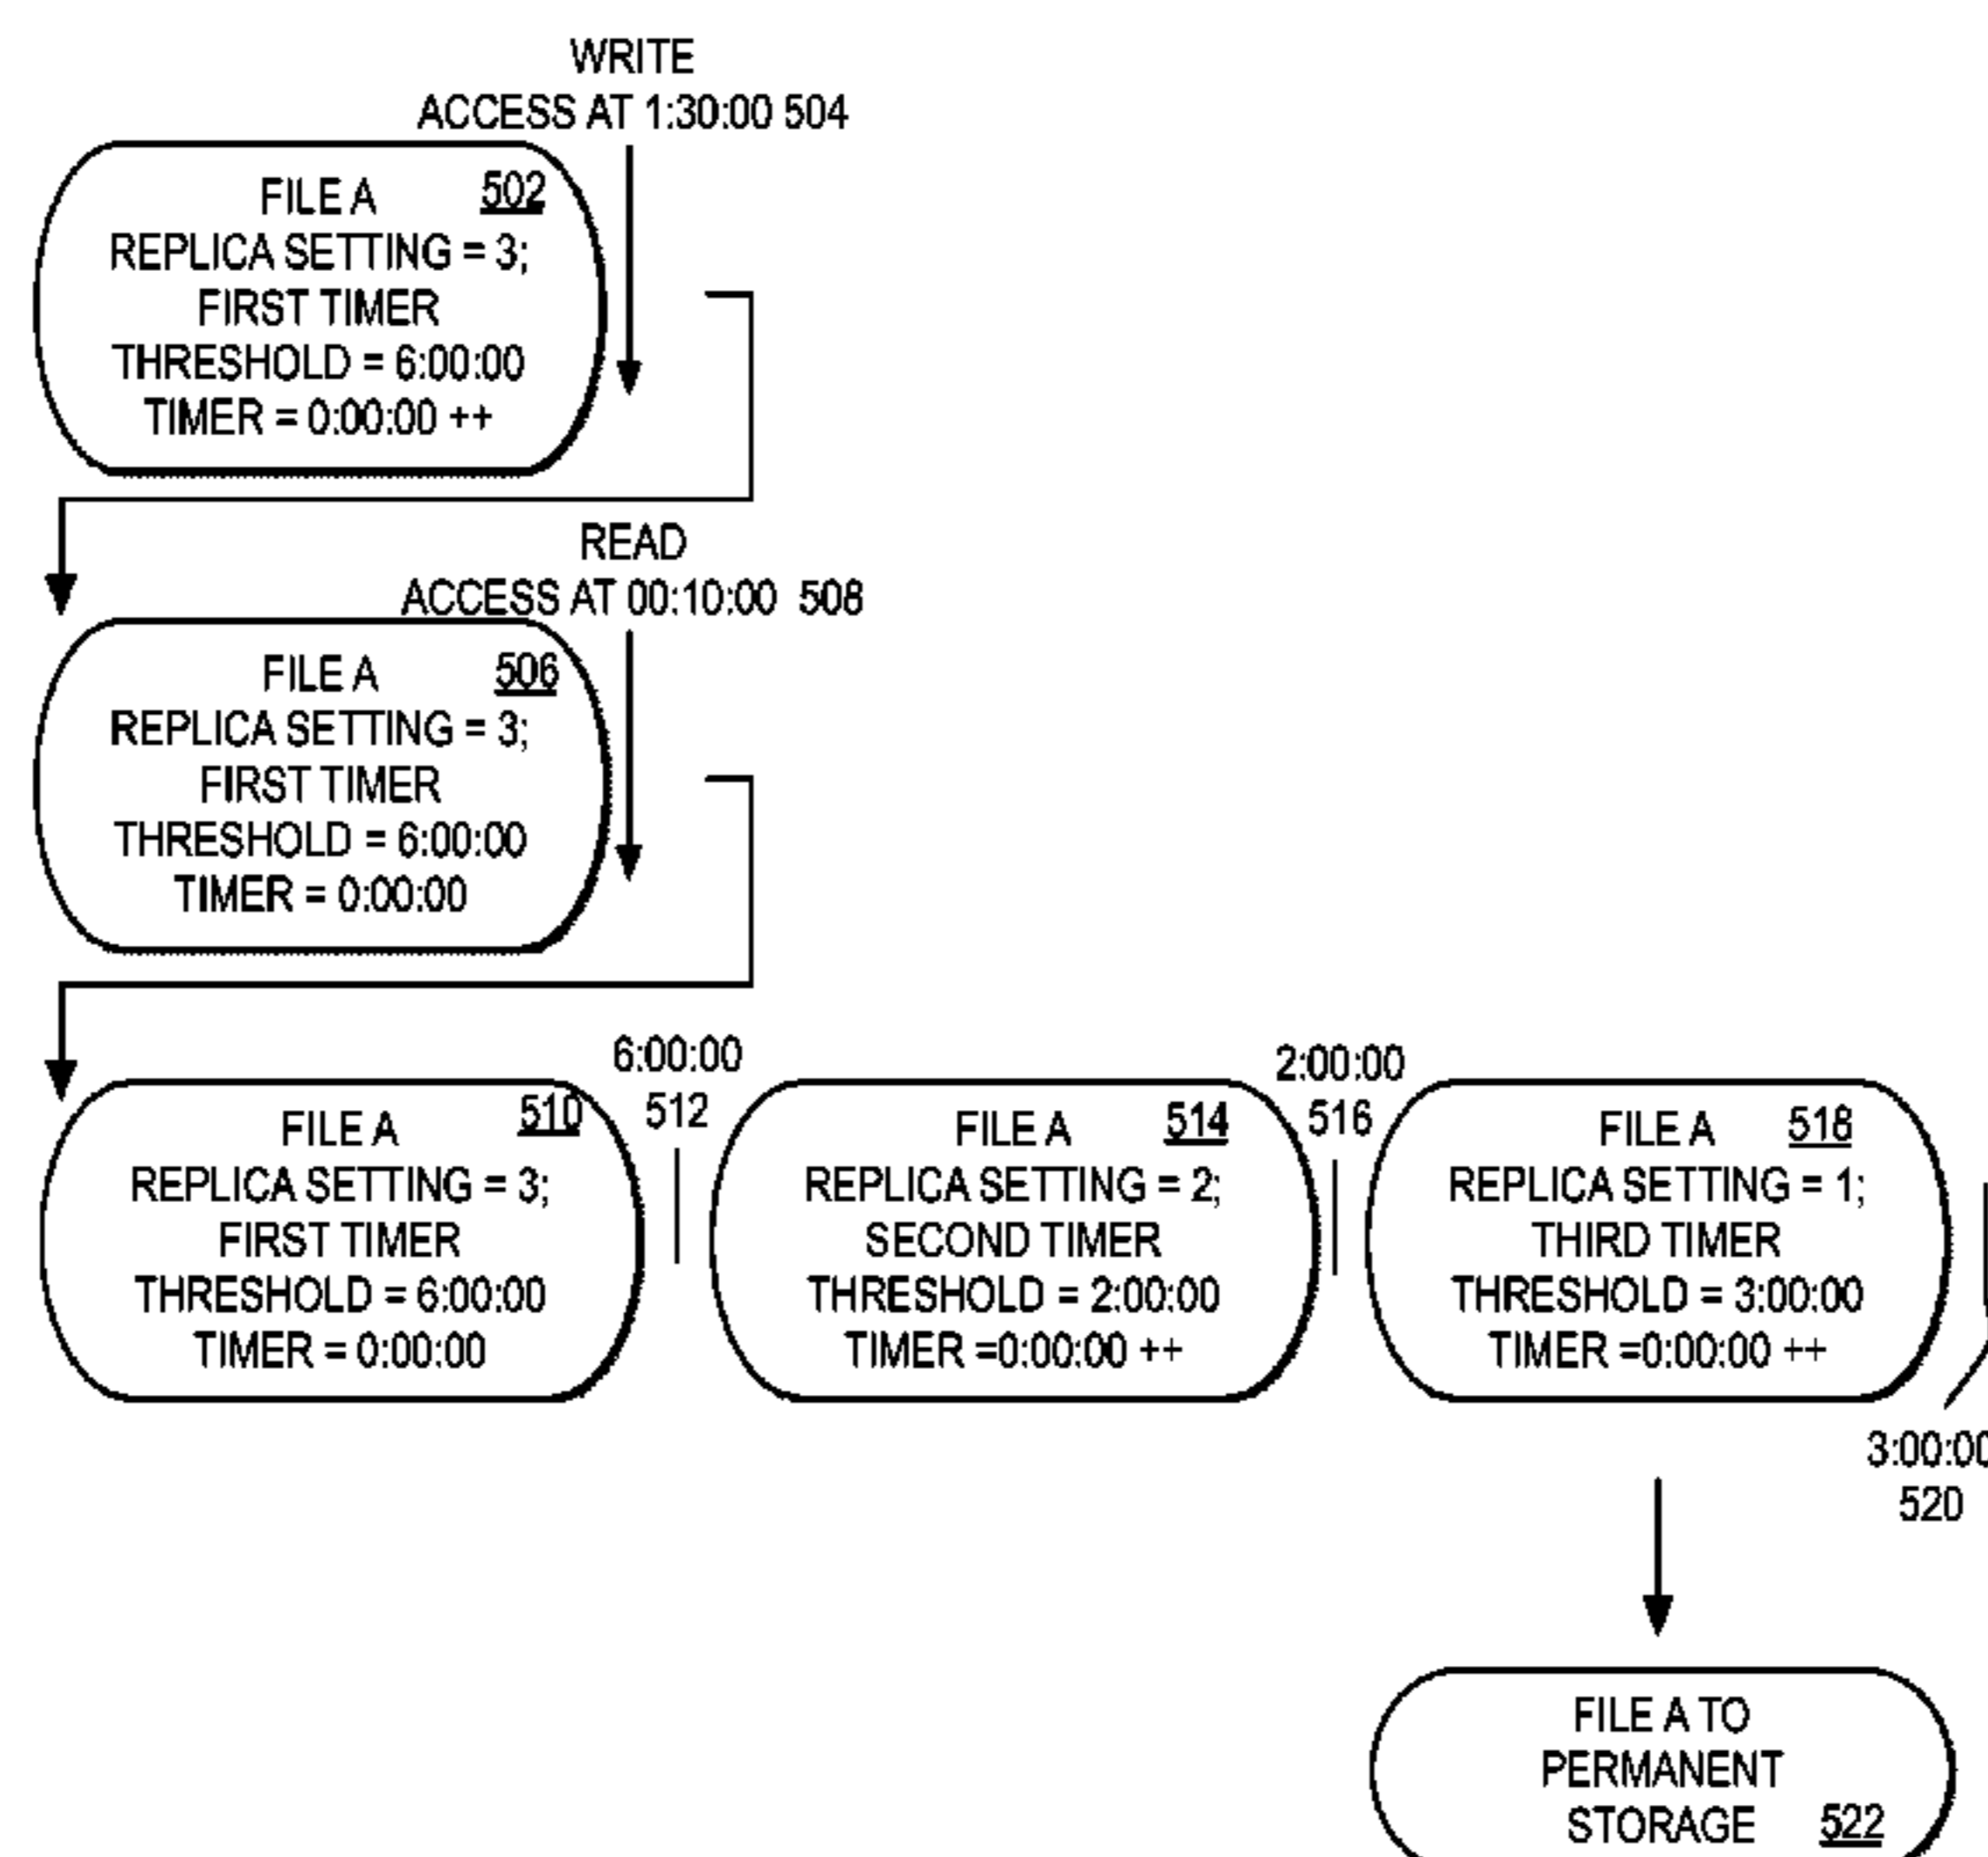 WRITE
ACCESS AT 1:30:00 504
FILE A 502
REPLICA SETTING = 3;
FIRST TIMER
THRESHOLD = 6:00:00
TIMER = 0:00:00 ++
READ
ACCESS AT 00:10:00 508
FILE A 506
REPLICA SETTING = 3;
FIRST TIMER
THRESHOLD = 6:00:00
TIMER = 0:00:00
FILE A 510
REPLICA SETTING = 3;
FIRST TIMER
THRESHOLD = 6:00:00
TIMER = 0:00:00
6:00:00
512
FILE A 514
REPLICA SETTING = 2;
SECOND TIMER
THRESHOLD = 2:00:00
TIMER =0:00:00 ++
2:00:00
516
FILE A 518
REPLICA SETTING = 1;
THIRD TIMER
THRESHOLD = 3:00:00
TIMER =0:00:00 ++
3:00:00
520
FILE A TO
PERMANENT
STORAGE 522